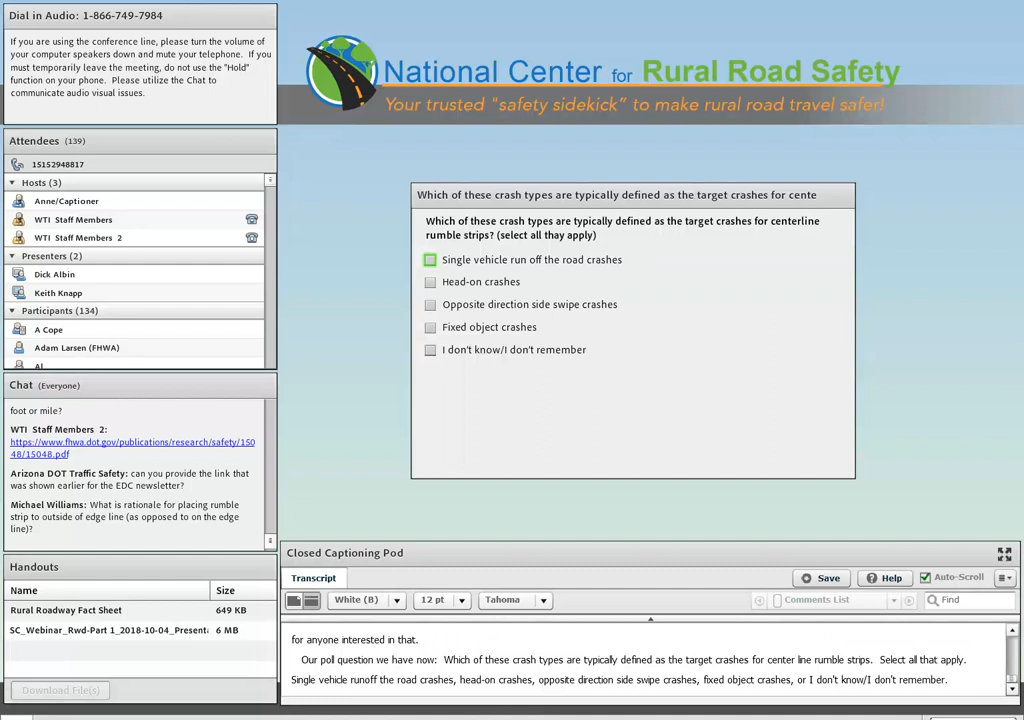 Dial in Audio: 1-866-749-7984
If you are using the conference line, please turn the volume of
your computer speakers down and mute your telephone. If you
must temporarily leave the meeting, do not use the "Hold"
function on your phone. Please utilize the Chat to
communicate audio visual issues.
National Center for Rural Road Safety
Your trusted "safety sidekick" to make rural road travel safer!
Attendees (139)
15152948817
Hosts (3)
Anne/Captioner
WTI Staff Members
WTI Staff Members 2
Presenters (2)
Dick Albin
Keith Knapp
Participants (134)
A Cope
Adam Larsen (FHWA)
Al
Which of these crash types are typically defined as the target crashes for cente
Which of these crash types are typically defined as the target crashes for centerline
rumble strips? (select all thay apply)
Single vehicle run off the road crashes
Head-on crashes
Opposite direction side swipe crashes
Fixed object crashes
I don't know/I don't remember
Chat (Everyone)
foot or mile?
WTI Staff Members 2:
https://www.fhwa.dot.gov/publications/research/safety/150
48/15048.pdf
Arizona DOT Traffic Safety: can you provide the link that
was shown earlier for the EDC newsletter?
Michael Williams: What is rationale for placing rumble
strip to outside of edge line (as opposed to on the edge
line)?
Handouts
Name Size
Rural Roadway Fact Sheet 649 KB
SC_Webinar_Rwd-Part 1_2018-10-04_Present 6 MB
Download File(s)
Closed Captioning Pod
Transcript Save Help Auto-Scroll
White (B) 12 pt Tahoma Comments List Find
for anyone interested in that.
Our poll question we have now: Which of these crash types are typically defined as the target crashes for center line rumble strips. Select all that apply.
Single vehicle runoff the road crashes, head-on crashes, opposite direction side swipe crashes, fixed object crashes, or I don't know/I don't remember.